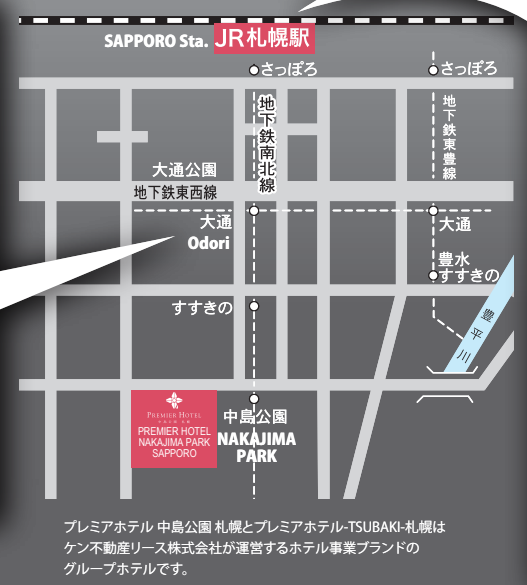 SAPPORO Sta. JR札幌駅
さっぽろ
さっぽろ
地下鉄南北線
地下鉄東豊線
大通公園
地下鉄東西線
大通
Odori
大通
豊水
すすきの
すすきの
豊平川
PREMIER HOTEL
中島公園 札幌
PREMIER HOTEL
NAKAJIMA PARK
SAPPORO
中島公園
NAKAJIMA
PARK
プレミアホテル 中島公園 札幌とプレミアホテル-TSUBAKI-札幌は
ケン不動産リース株式会社が運営するホテル事業ブランドの
グループホテルです。